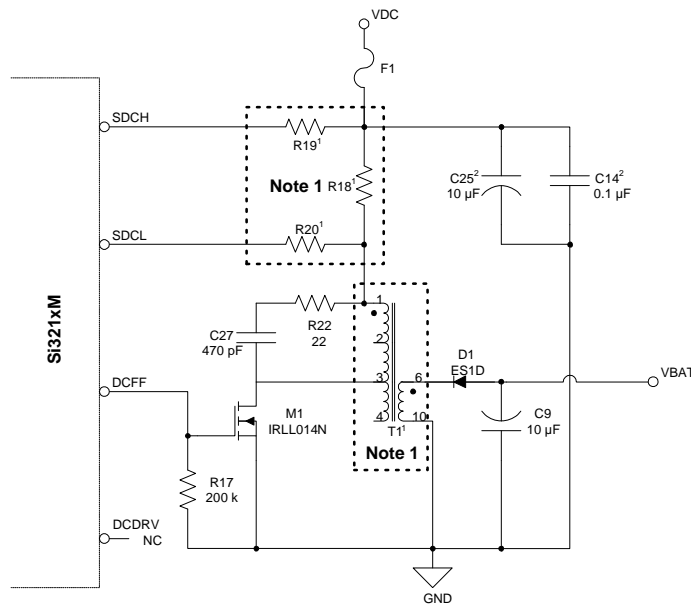 VDC
F1
SDCH
R19¹
Note 1
R18¹
C25²
10 µF
C14²
0.1 µF
SDCL
R20¹
Si321xM
1
R22
22
C27
470 pF
2
D1
ES1D
VBAT
DCFF
3
6
M1
IRLL014N
4
10
T1¹
C9
10 µF
Note 1
R17
200 k
DCDRV
NC
GND